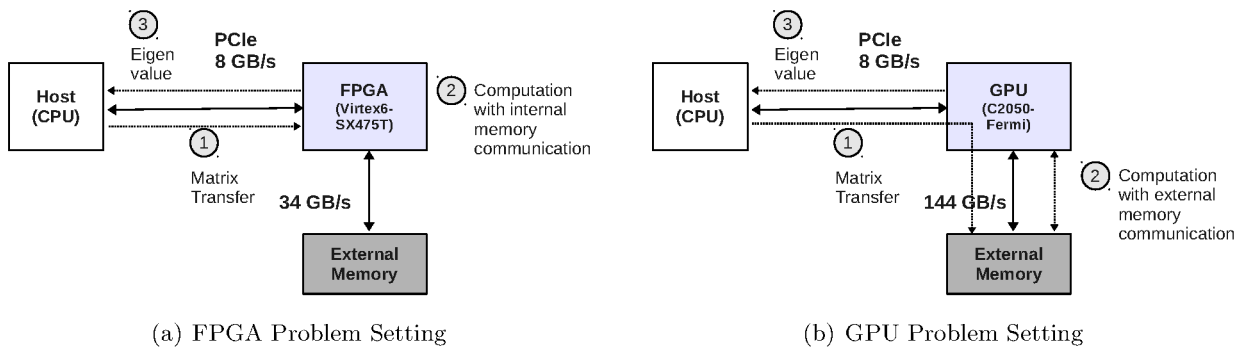 3
Eigen
value
PCIe
8 GB/s
Host
(CPU)
FPGA
(Virtex6-
SX475T)
2
Computation
with internal
memory
communication
1
Matrix
Transfer
34 GB/s
External
Memory
(a) FPGA Problem Setting
3
Eigen
value
PCIe
8 GB/s
Host
(CPU)
GPU
(C2050-
Fermi)
1
Matrix
Transfer
2
Computation
with external
memory
communication
144 GB/s
External
Memory
(b) GPU Problem Setting